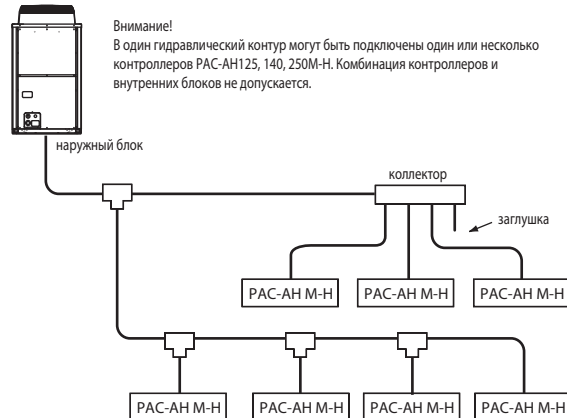 Внимание!
В один гидравлический контур могут быть подключены один или несколько
контроллеров PAC-AH125, 140, 250M-H. Комбинация контроллеров и
внутренних блоков не допускается.
наружный блок
коллектор
заглушка
PAC-AH M-H
PAC-AH M-H
PAC-AH M-H
PAC-AH M-H
PAC-AH M-H
PAC-AH M-H
PAC-AH M-H